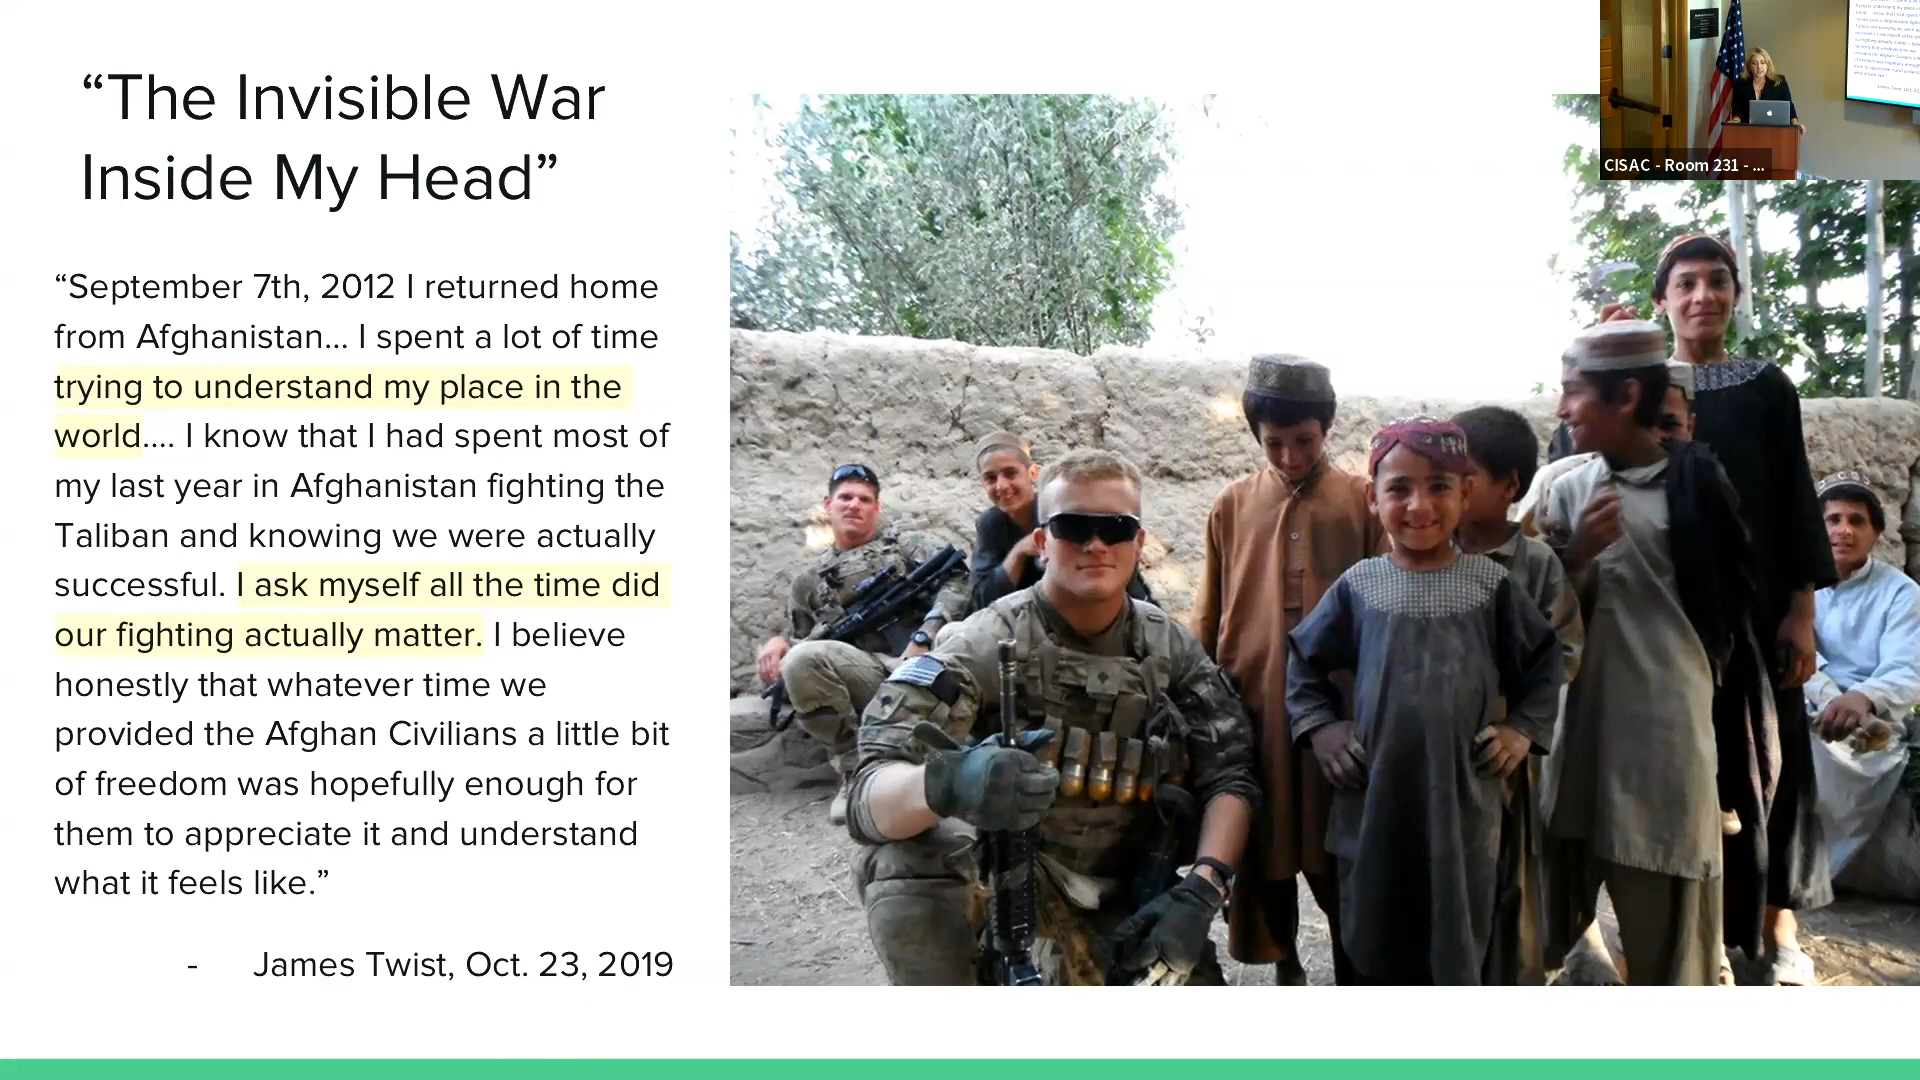 “The Invisible War
Inside My Head”
“September 7th, 2012 I returned home
from Afghanistan... I spent a lot of time
trying to understand my place in the
world.... I know that I had spent most of
my last year in Afghanistan fighting the
Taliban and knowing we were actually
successful. I ask myself all the time did
our fighting actually matter. I believe
honestly that whatever time we
provided the Afghan Civilians a little bit
of freedom was hopefully enough for
them to appreciate it and understand
what it feels like.”
- James Twist, Oct. 23, 2019
CISAC - Room 231 - ...